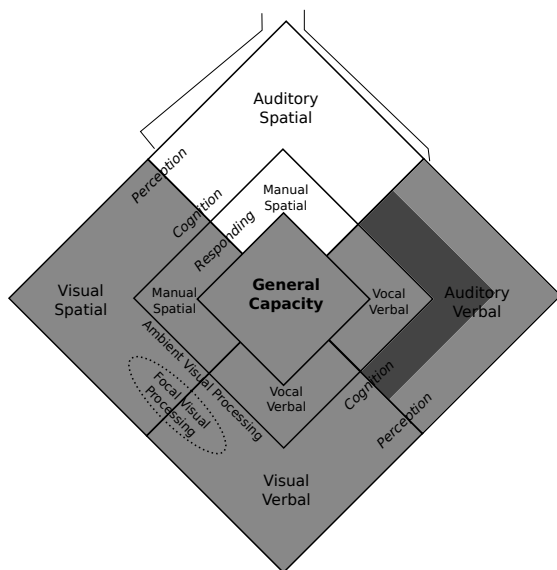 Auditory
Spatial
Perception
Cognition
Responding
Manual
Spatial
Visual
Spatial
Manual
Spatial
General
Capacity
Vocal
Verbal
Auditory
Verbal
Ambient Visual Processing
Focal Visual
Processing
Vocal
Verbal
Cognition
Perception
Visual
Verbal